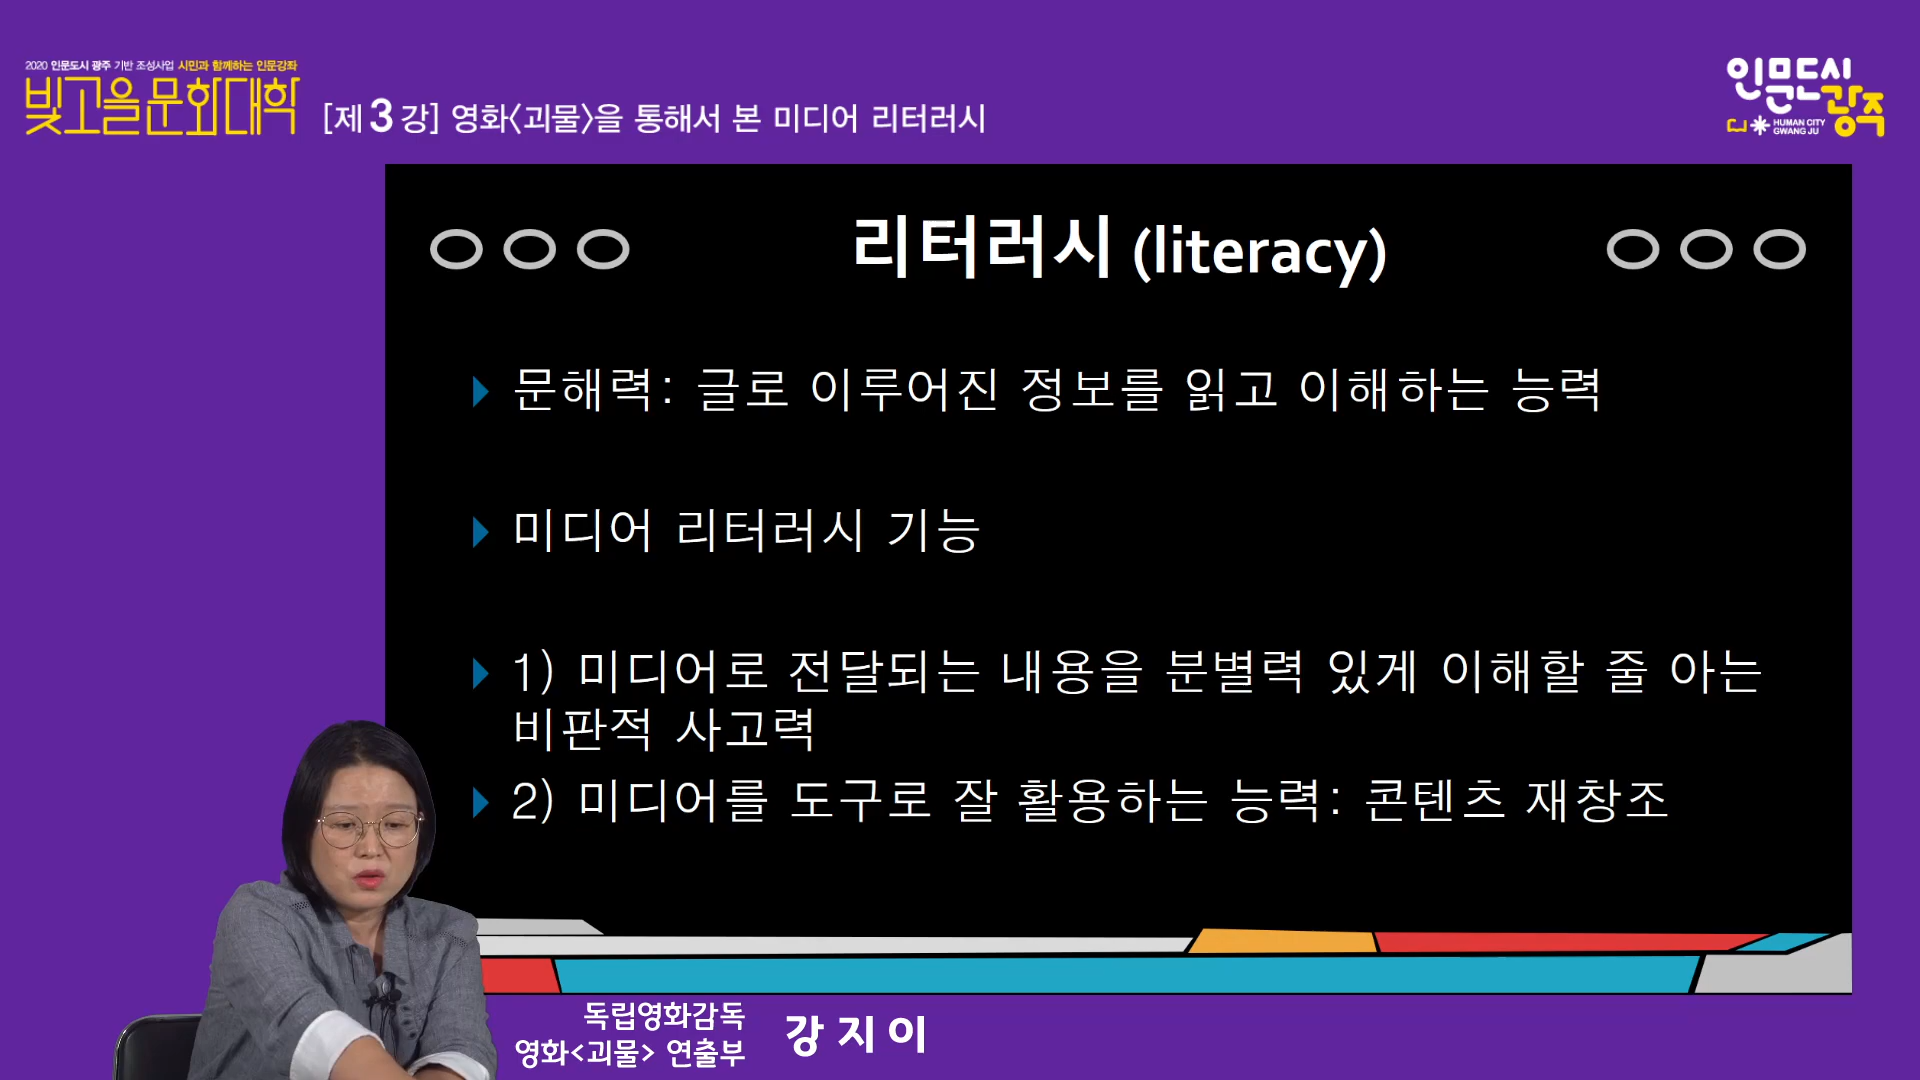 2020 인문도시 광주 기반 조성사업 시민과 함께하는 인문강좌
빛고을문화대학
[제3강] 영화<괴물>을 통해서 본 미디어 리터러시
인문도시
광주
HUMAN CITY
GWANG JU
리터러시 (literacy)
문해력: 글로 이루어진 정보를 읽고 이해하는 능력
미디어 리터러시 기능
1) 미디어로 전달되는 내용을 분별력 있게 이해할 줄 아는
비판적 사고력
2) 미디어를 도구로 잘 활용하는 능력: 콘텐츠 재창조
독립영화감독
영화<괴물> 연출부
강지이